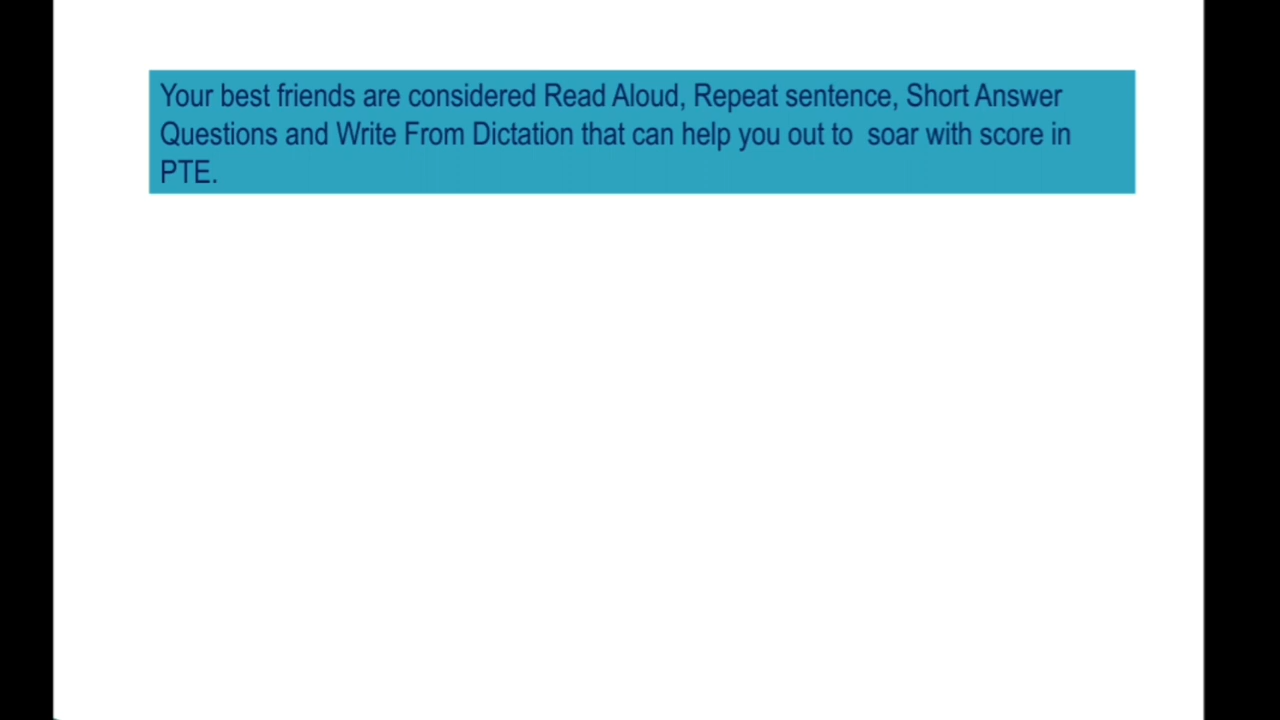 Your best friends are considered Read Aloud, Repeat sentence, Short Answer
Questions and Write From Dictation that can help you out to  soar with score in
PTE.